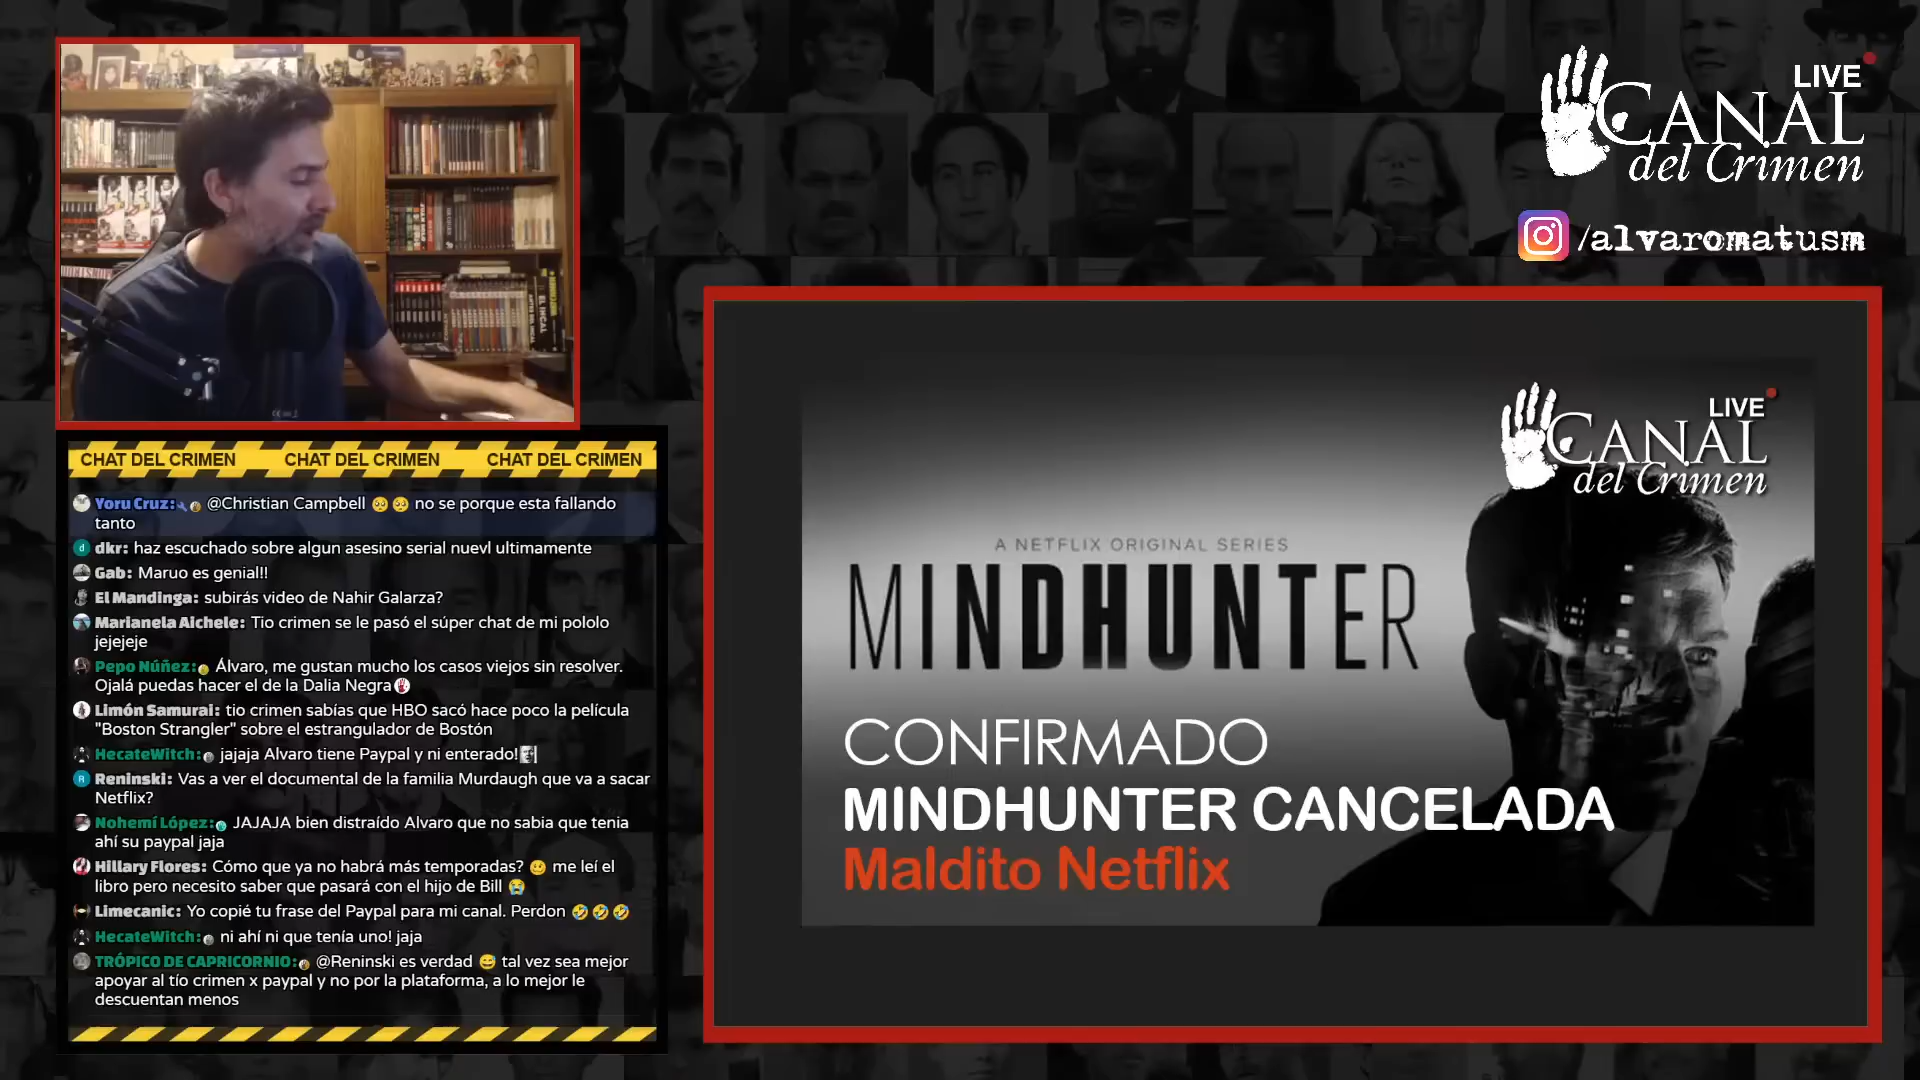 LIVE
CANAL
del Crimen
/alvaromatusm
EL INCAL
CHAT DEL CRIMEN CHAT DEL CRIMEN CHAT DEL CRIMEN
Yoru Cruz: @Christian Campbell 🥺 🥺 no se porque esta fallando
tanto
d dkr: haz escuchado sobre algun asesino serial nuevl ultimamente
Gab: Maruo es genial!!
El Mandinga: subirás video de Nahir Galarza?
Marianela Aichele: Tio crimen se le pasó el súper chat de mi pololo
jejejeje
Pepo Núñez: Álvaro, me gustan mucho los casos viejos sin resolver.
Ojalá puedas hacer el de la Dalia Negra
Limón Samurai: tio crimen sabías que HBO sacó hace poco la película
"Boston Strangler" sobre el estrangulador de Bostón
HecateWitch: jajaja Alvaro tiene Paypal y ni enterado!
R Reninski: Vas a ver el documental de la familia Murdaugh que va a sacar
Netflix?
Nohemí López: JAJAJA bien distraído Alvaro que no sabia que tenia
ahí su paypal jaja
Hillary Flores: Cómo que ya no habrá más temporadas? 🥴 me leí el
libro pero necesito saber que pasará con el hijo de Bill 😭
Limecanic: Yo copié tu frase del Paypal para mi canal. Perdon 🤣 🤣 🤣
HecateWitch: ni ahí ni que tenía uno! jaja
TRÓPICO DE CAPRICORNIO: @Reninski es verdad 😅 tal vez sea mejor
apoyar al tío crimen x paypal y no por la plataforma, a lo mejor le
descuentan menos
LIVE
CANAL
del Crimen
A NETFLIX ORIGINAL SERIES
MINDHUNTER
CONFIRMADO
MINDHUNTER CANCELADA
Maldito Netflix